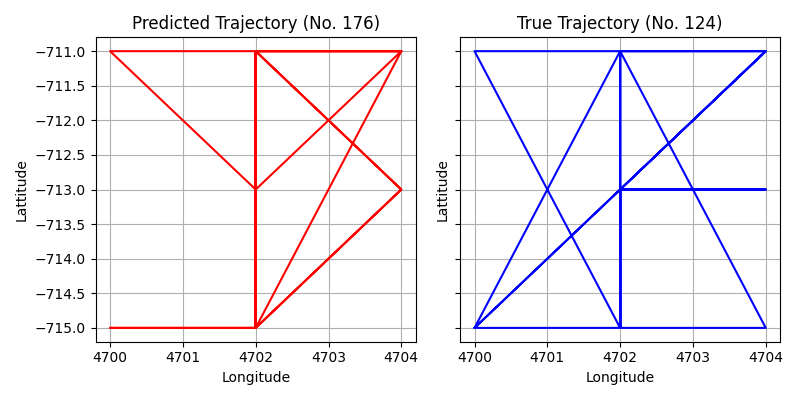 Predicted Trajectory (No. 176)
True Trajectory (No. 124)
−711.0
−711.5
−712.0
−712.5
−713.0
−713.5
−714.0
−714.5
−715.0
Lattitude
Lattitude
4700 4701 4702 4703 4704
4700 4701 4702 4703 4704
Longitude
Longitude